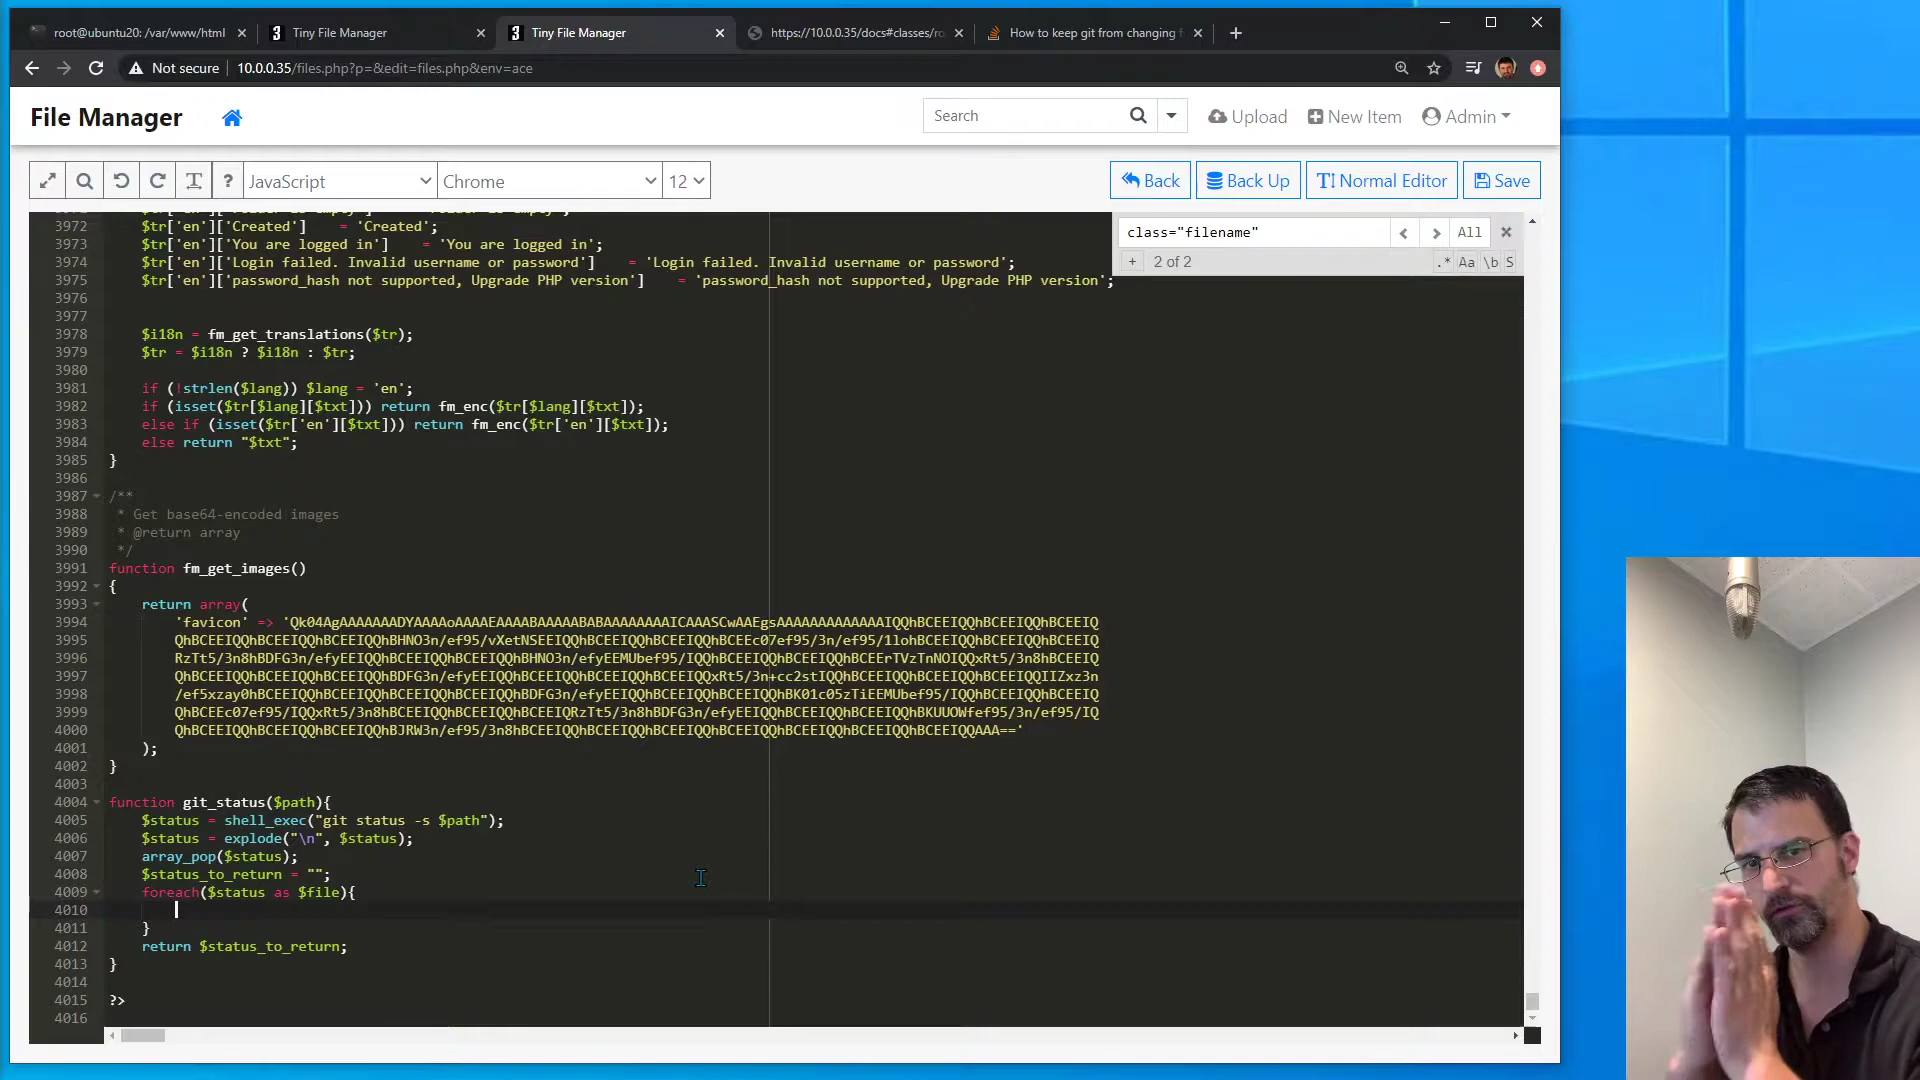 root@ubuntu20: /var/www/html
Tiny File Manager
Tiny File Manager
https://10.0.0.35/docs#classes/ro
How to keep git from changing f
Not secure
10.0.0.35/files.php?p=&edit=files.php&env=ace
File Manager
Search
Upload
New Item
Admin
JavaScript
Chrome
12
Back
Back Up
Normal Editor
Save
class="filename"
All
2 of 2
.*
Aa
\b
S
3972 $tr['en']['Created'] = 'Created';
3973 $tr['en']['You are logged in'] = 'You are logged in';
3974 $tr['en']['Login failed. Invalid username or password'] = 'Login failed. Invalid username or password';
3975 $tr['en']['password_hash not supported, Upgrade PHP version'] = 'password_hash not supported, Upgrade PHP version';
3976
3977
3978 $i18n = fm_get_translations($tr);
3979 $tr = $i18n ? $i18n : $tr;
3980
3981 if (!strlen($lang)) $lang = 'en';
3982 if (isset($tr[$lang][$txt])) return fm_enc($tr[$lang][$txt]);
3983 else if (isset($tr['en'][$txt])) return fm_enc($tr['en'][$txt]);
3984 else return "$txt";
3985 }
3986
3987 /**
3988 * Get base64-encoded images
3989 * @return array
3990 */
3991 function fm_get_images()
3992 {
3993 return array(
3994 'favicon' =>
3995
3996
3997
3998
3999
4000
4001 );
4002 }
4003
4004 function git_status($path){
4005 $status = shell_exec("git status -s $path");
4006 $status = explode("\n", $status);
4007 array_pop($status);
4008 $status_to_return = "";
4009 foreach($status as $file){
4010
4011 }
4012 return $status_to_return;
4013 }
4014
4015 ?>
4016